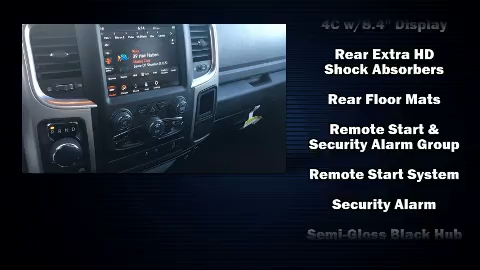 4C w/8.4" Display
Rear Extra HD
Shock Absorbers
Rear Floor Mats
Remote Start &
Security Alarm Group
Remote Start System
Security Alarm
Semi-Gloss Black Hub
P R N D